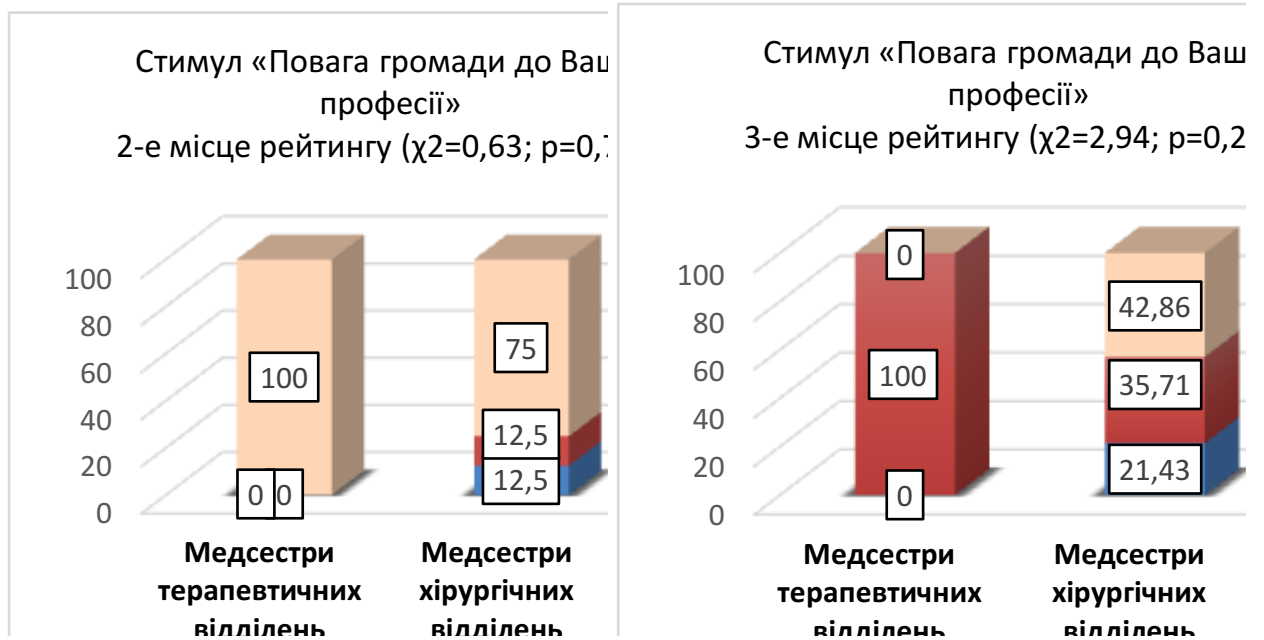 Стимул «Повага громади до Ваш
професії»
2-е місце рейтингу (χ2=0,63; p=0,7
100
80
60
40
20
0
100
0
0
75
12,5
12,5
Медсестри
терапевтичних
відділень
Медсестри
хірургічних
відділень
Стимул «Повага громади до Ваш
професії»
3-е місце рейтингу (χ2=2,94; p=0,2
100
80
60
40
20
0
0
100
0
42,86
35,71
21,43
Медсестри
терапевтичних
відділень
Медсестри
хірургічних
відділень